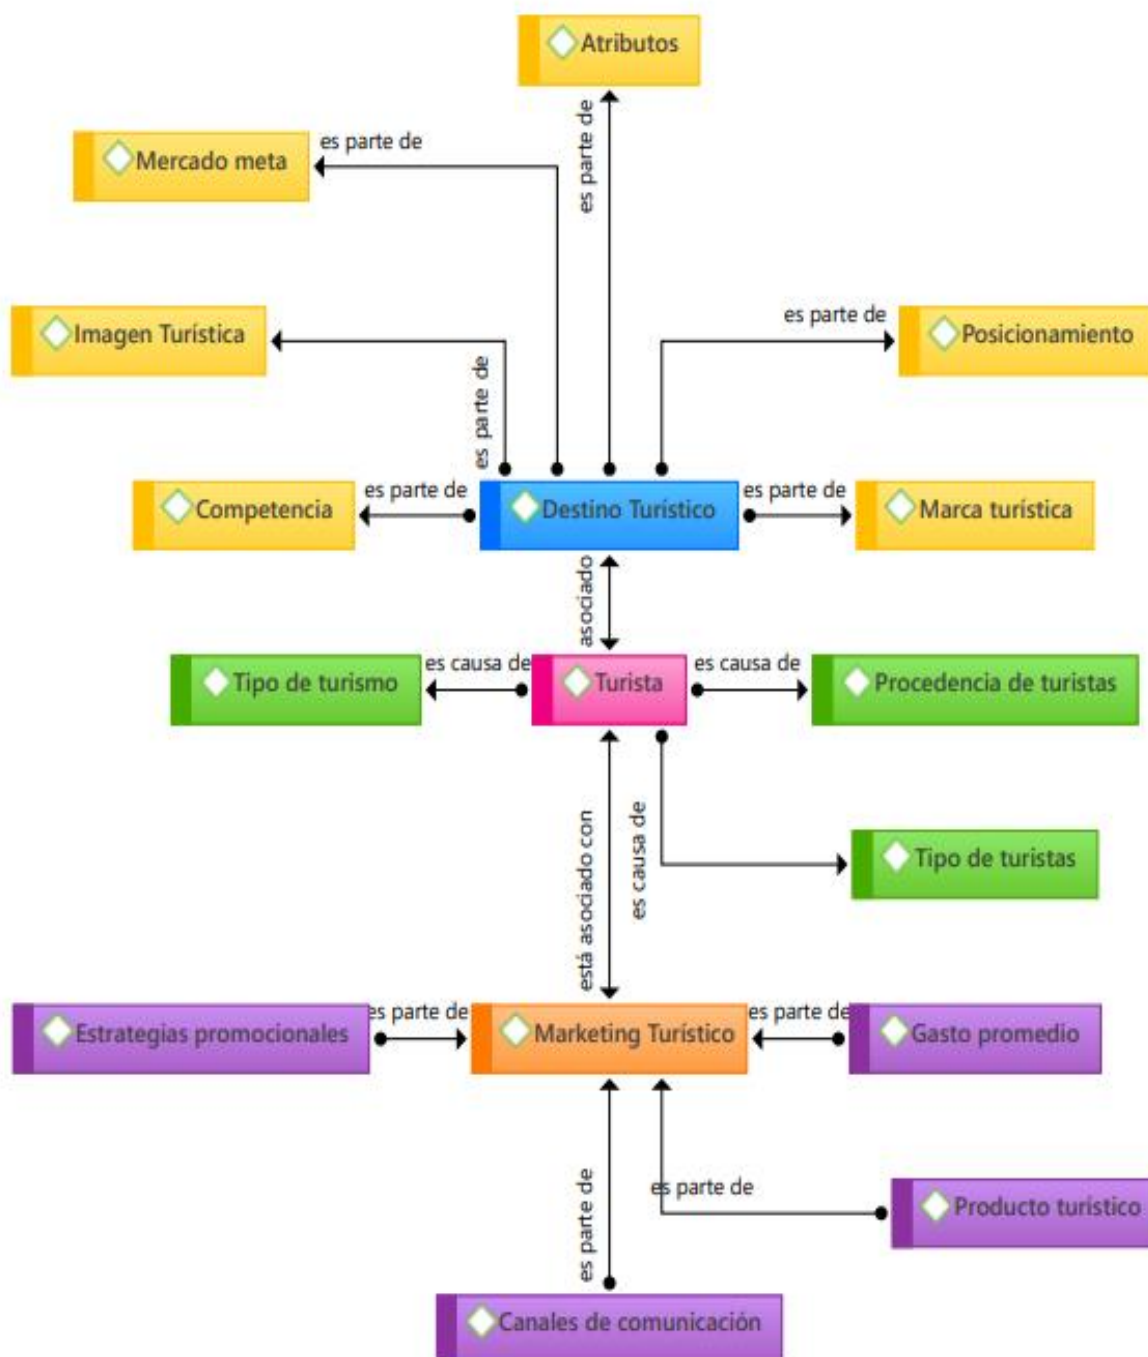 Atributos
es parte de
es parte de
Mercado meta
Imagen Turística
es parte de
es parte de
Posicionamiento
Competencia
es parte de
Destino Turístico
es parte de
Marca turística
asociado
Tipo de turismo
es causa de
Turista
es causa de
Procedencia de turistas
está asociado con
es causa de
Tipo de turistas
Estrategias promocionales
es parte de
Marketing Turístico
es parte de
Gasto promedio
es parte de
es parte de
Producto turístico
Canales de comunicación